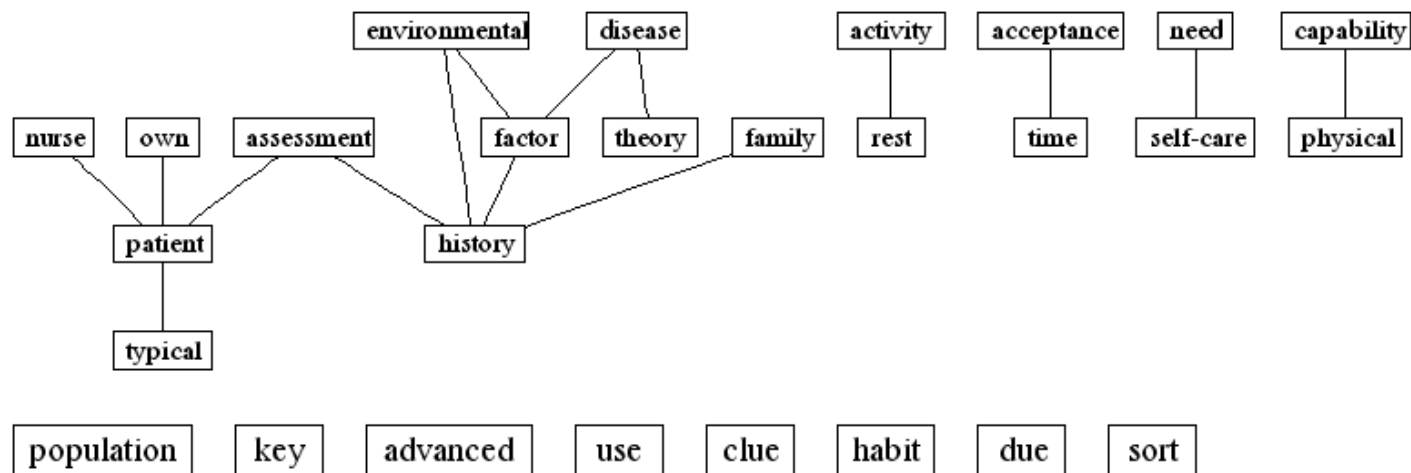 environmental disease activity acceptance need capability
nurse own assessment factor theory family rest time self-care physical
patient history
typical
population key advanced use clue habit due sort